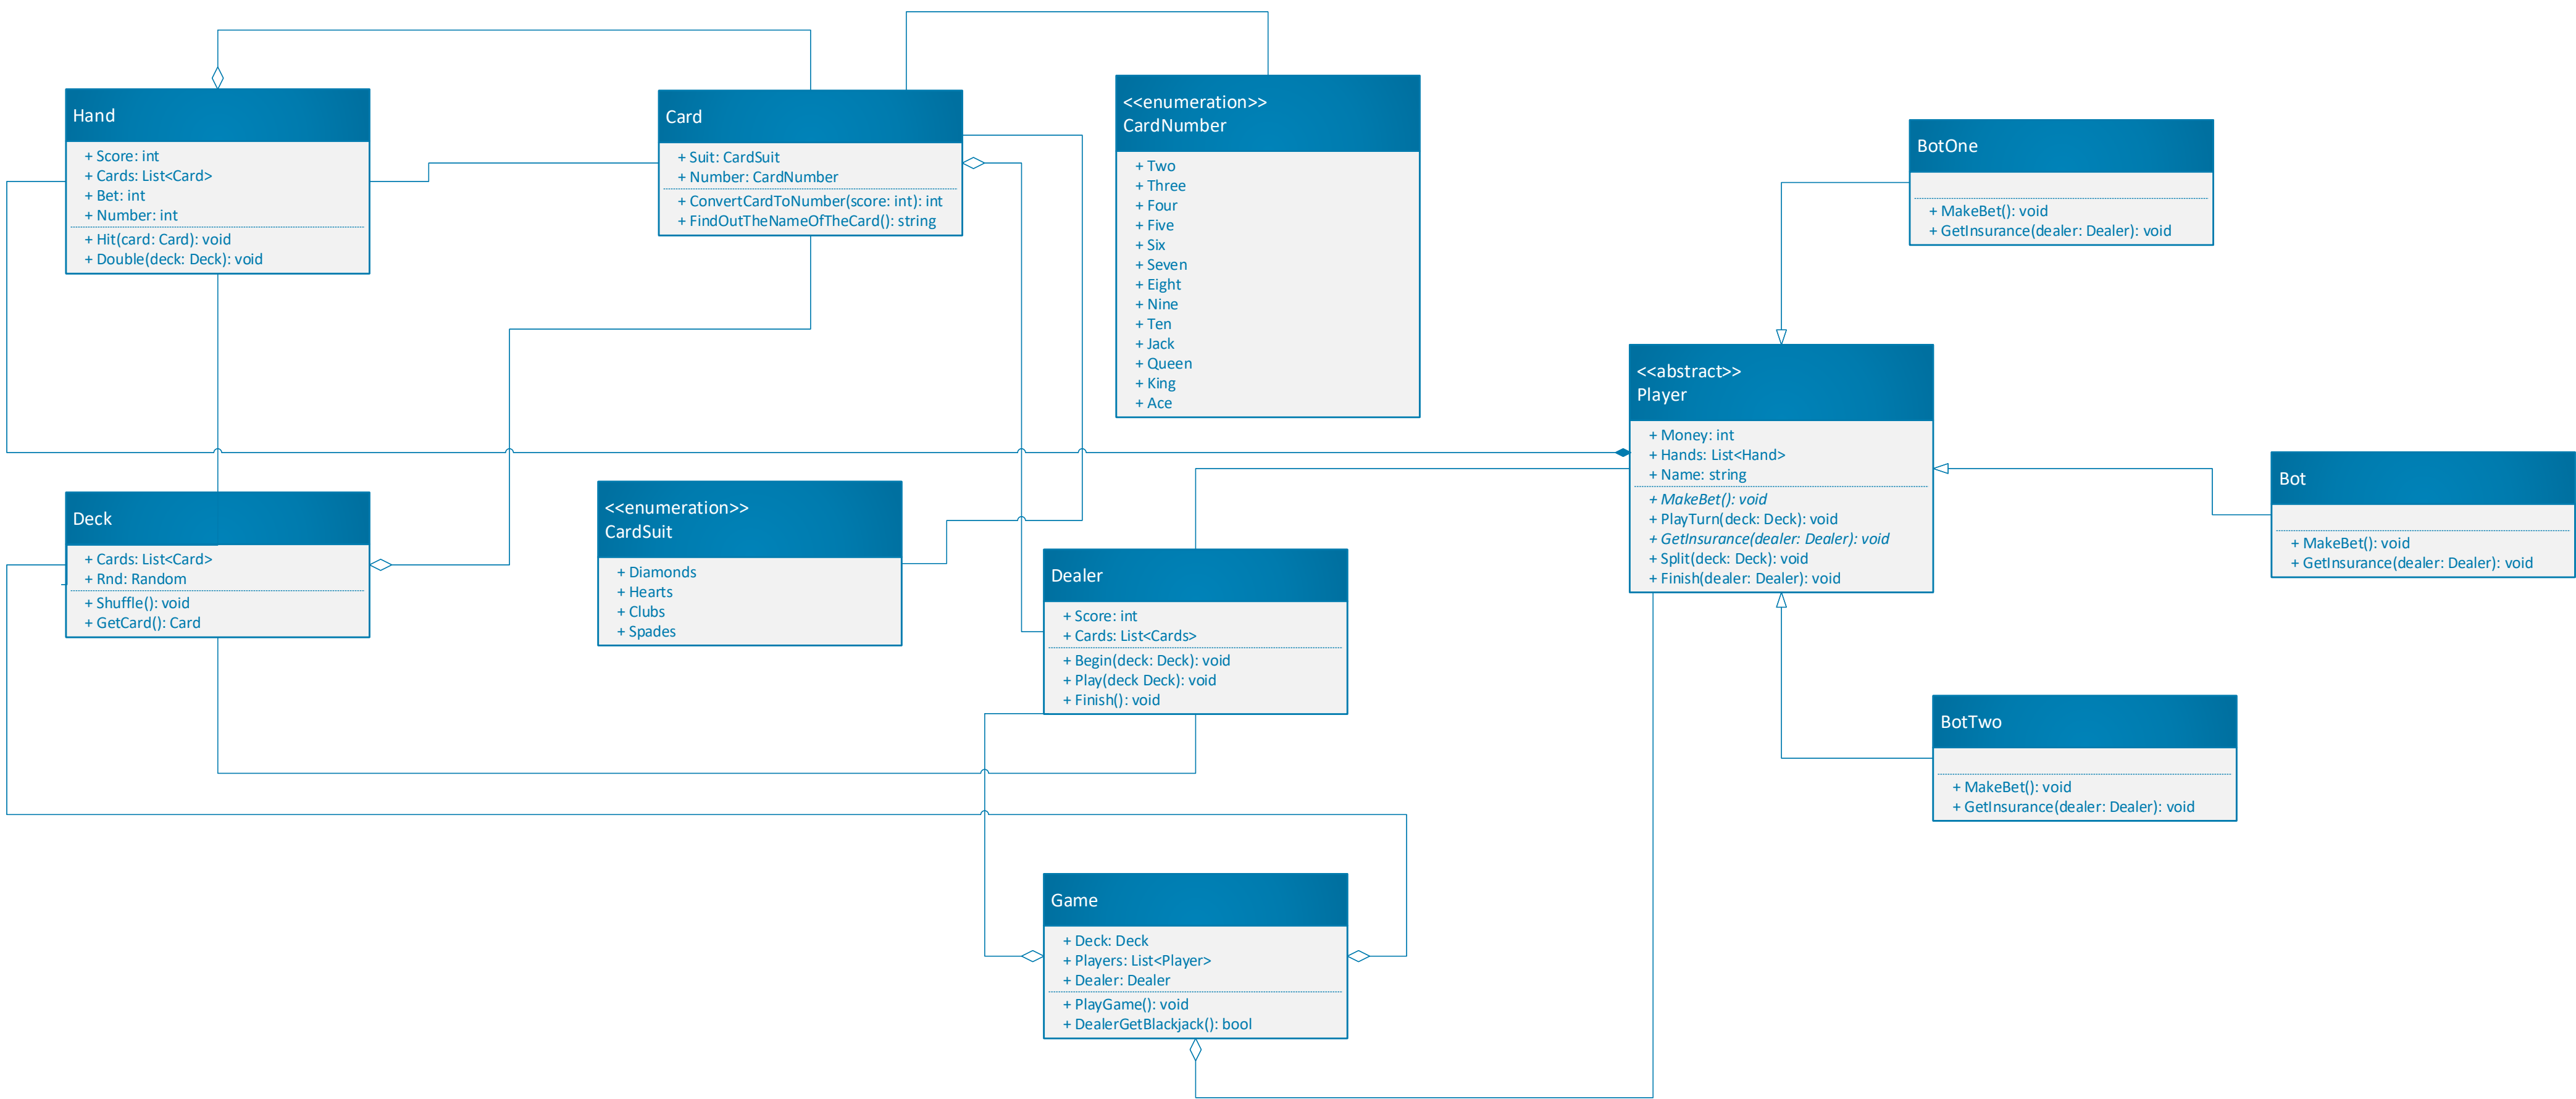 Hand
+ Score: int
+ Cards: List<Card>
+ Bet: int
+ Number: int
+ Hit(card: Card): void
+ Double(deck: Deck): void
Card
+ Suit: CardSuit
+ Number: CardNumber
+ ConvertCardToNumber(score: int): int
+ FindOutTheNameOfTheCard(): string
<<enumeration>>
CardNumber
+ Two
+ Three
+ Four
+ Five
+ Six
+ Seven
+ Eight
+ Nine
+ Ten
+ Jack
+ Queen
+ King
+ Ace
BotOne
+ MakeBet(): void
+ GetInsurance(dealer: Dealer): void
<<abstract>>
Player
+ Money: int
+ Hands: List<Hand>
+ Name: string
+ MakeBet(): void
+ PlayTurn(deck: Deck): void
+ GetInsurance(dealer: Dealer): void
+ Split(deck: Deck): void
+ Finish(dealer: Dealer): void
Bot
+ MakeBet(): void
+ GetInsurance(dealer: Dealer): void
Deck
+ Cards: List<Card>
+ Rnd: Random
+ Shuffle(): void
+ GetCard(): Card
<<enumeration>>
CardSuit
+ Diamonds
+ Hearts
+ Clubs
+ Spades
Dealer
+ Score: int
+ Cards: List<Cards>
+ Begin(deck: Deck): void
+ Play(deck Deck): void
+ Finish(): void
BotTwo
+ MakeBet(): void
+ GetInsurance(dealer: Dealer): void
Game
+ Deck: Deck
+ Players: List<Player>
+ Dealer: Dealer
+ PlayGame(): void
+ DealerGetBlackjack(): bool